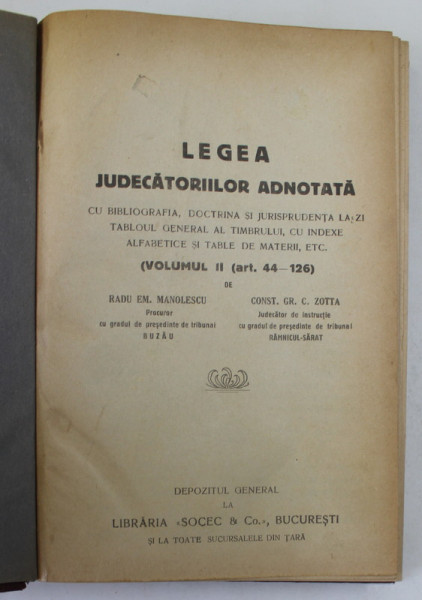 LEGEA
JUDECĂTORIILOR ADNOTATĂ
CU BIBLIOGRAFIA, DOCTRINA SI JURISPRUDENȚA LA ZI
TABLOUL GENERAL AL TIMBRULUI, CU INDEXE
ALFABETICE ȘI TABLE DE MATERII, ETC.
(VOLUMUL II (art. 44—126)
DE
RADU EM. MANOLESCU
Procuror
cu gradul de președinte de tribunal
BUZĂU
CONST. GR. C. ZOTTA
Judecător de instrucție
cu gradul de președinte de tribunal
RÂMNICUL-SĂRAT
DEPOZITUL GENERAL
LA
LIBRĂRIA «SOCEC & Co.», BUCUREȘTI
ȘI LA TOATE SUCURSALELE DIN ȚARĂ